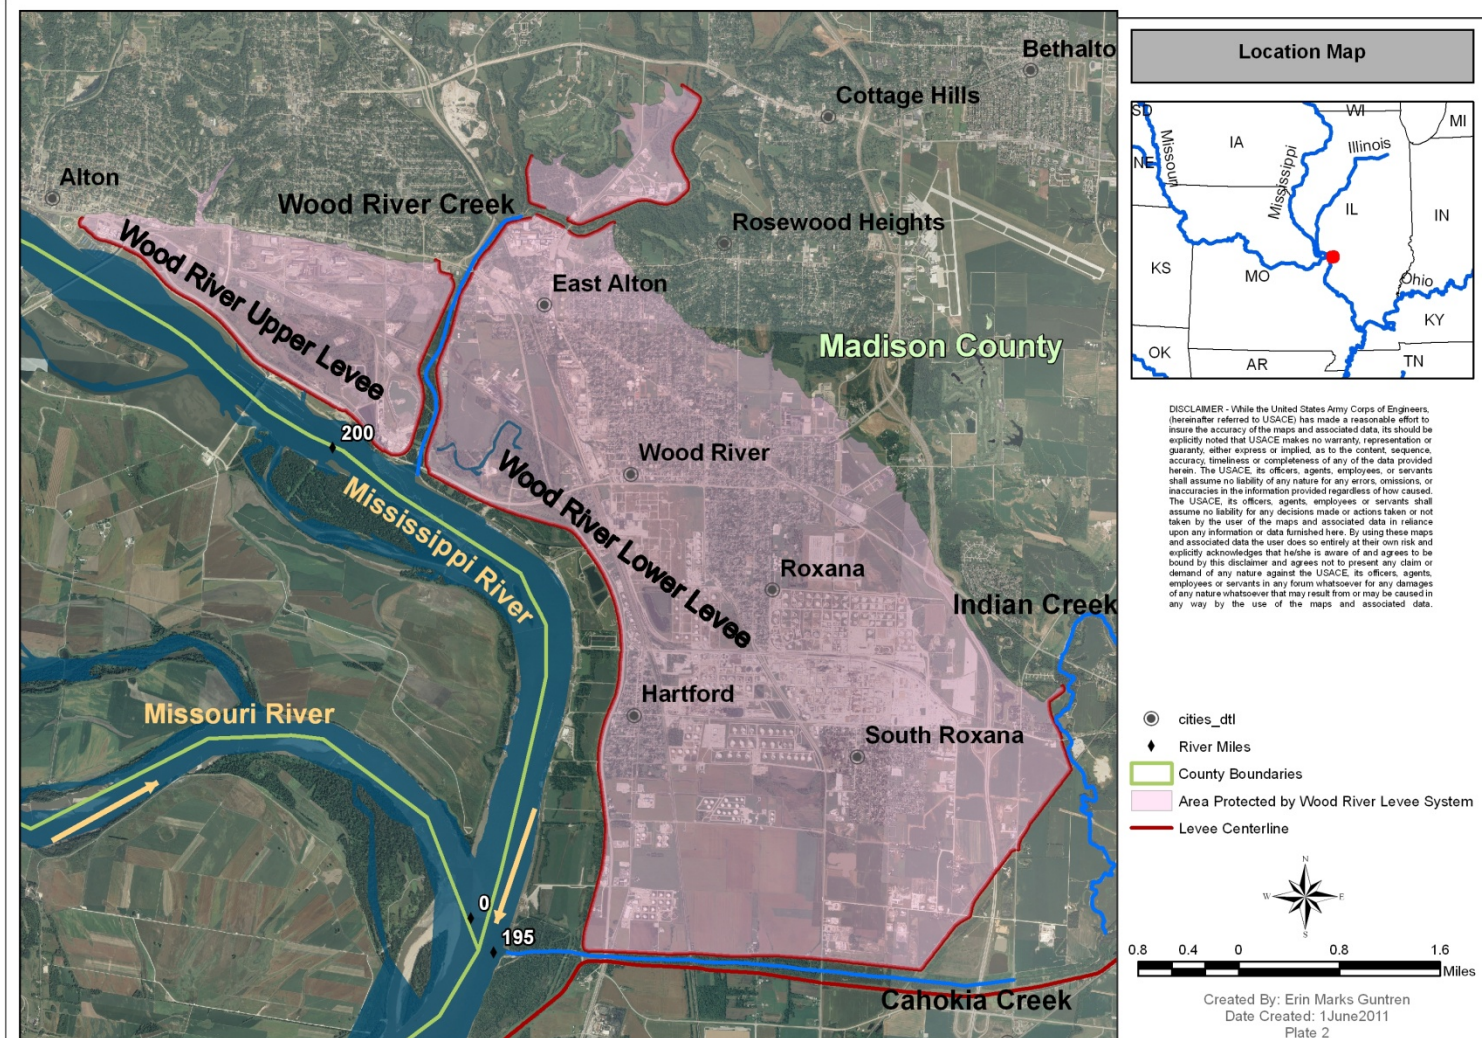 Bethalto
Cottage Hills
Alton
Wood River Creek
Rosewood Heights
Wood River Upper Levee
East Alton
Madison County
200
Wood River
Mississippi River
Wood River Lower Levee
Roxana
Indian Creek
Hartford
Missouri River
South Roxana
0
195
Cahokia Creek
Location Map
SD
WI
MI
Missouri
IA
Mississippi
Illinois
NE
IL
IN
KS
MO
Ohio
KY
OK
AR
TN
DISCLAIMER - While the United States Army Corps of Engineers,
(hereinafter referred to USACE) has made a reasonable effort to
insure the accuracy of the maps and associated data, its should be
explicitly noted that USACE makes no warranty, representation or
guaranty, either express or implied, as to the content, sequence,
accuracy, timeliness or completeness of any of the data provided
herein. The USACE, its officers, agents, employees, or servants
shall assume no liability of any nature for any errors, omissions, or
inaccuracies in the information provided regardless of how caused.
The USACE, its officers, agents, employees or servants shall
assume no liability for any decisions made or actions taken or not
taken by the user of the maps and associated data in reliance
upon any information or data furnished here. By using these maps
and associated data the user does so entirely at their own risk and
explicitly acknowledges that he/she is aware of and agrees to be
bound by this disclaimer and agrees not to present any claim or
demand of any nature against the USACE, its officers, agents,
employees or servants in any forum whatsoever for any damages
of any nature whatsoever that may result from or may be caused in
any way by the use of the maps and associated data.
cities_dtl
River Miles
County Boundaries
Area Protected by Wood River Levee System
Levee Centerline
N
W E
S
0.8 0.4 0 0.8 1.6
Miles
Created By: Erin Marks Guntren
Date Created: 1June2011
Plate 2